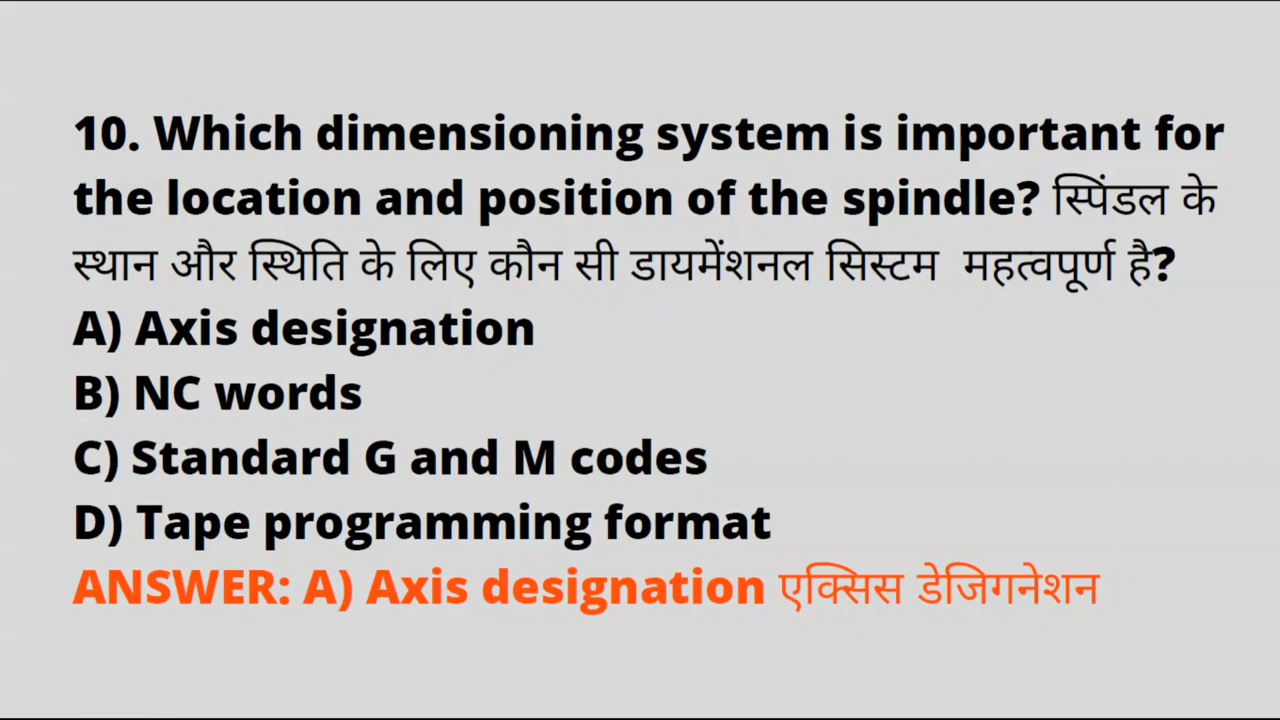 10. Which dimensioning system is important for
the location and position of the spindle? स्पिंडल के
स्थान और स्थिति के लिए कौन सी डायमेंशनल सिस्टम महत्वपूर्ण है?
A) Axis designation
B) NC words
C) Standard G and M codes
D) Tape programming format
ANSWER: A) Axis designation एक्सिस डेजिगनेशन